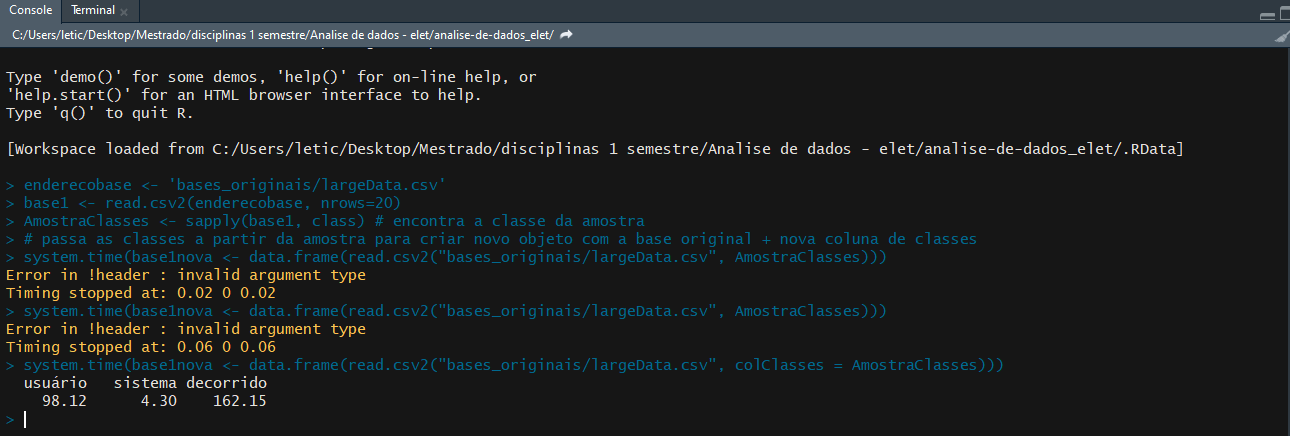 Console Terminal ×
C:/Users/letic/Desktop/Mestrado/disciplinas 1 semestre/Analise de dados - elet/analise-de-dados_elet/
Type 'demo()' for some demos, 'help()' for on-line help, or
'help.start()' for an HTML browser interface to help.
Type 'q()' to quit R.
[Workspace loaded from C:/Users/letic/Desktop/Mestrado/disciplinas 1 semestre/Analise de dados - elet/analise-de-dados_elet/.RData]
> enderecobase <- 'bases_originais/largeData.csv'
> base1 <- read.csv2(enderecobase, nrows=20)
> AmostraClasses <- sapply(base1, class) # encontra a classe da amostra
> # passa as classes a partir da amostra para criar novo objeto com a base original + nova coluna de classes
> system.time(base1nova <- data.frame(read.csv2("bases_originais/largeData.csv", AmostraClasses)))
Error in !header : invalid argument type
Timing stopped at: 0.02 0 0.02
> system.time(base1nova <- data.frame(read.csv2("bases_originais/largeData.csv", AmostraClasses)))
Error in !header : invalid argument type
Timing stopped at: 0.06 0 0.06
> system.time(base1nova <- data.frame(read.csv2("bases_originais/largeData.csv", colClasses = AmostraClasses)))
usuário sistema decorrido
98.12 4.30 162.15
>